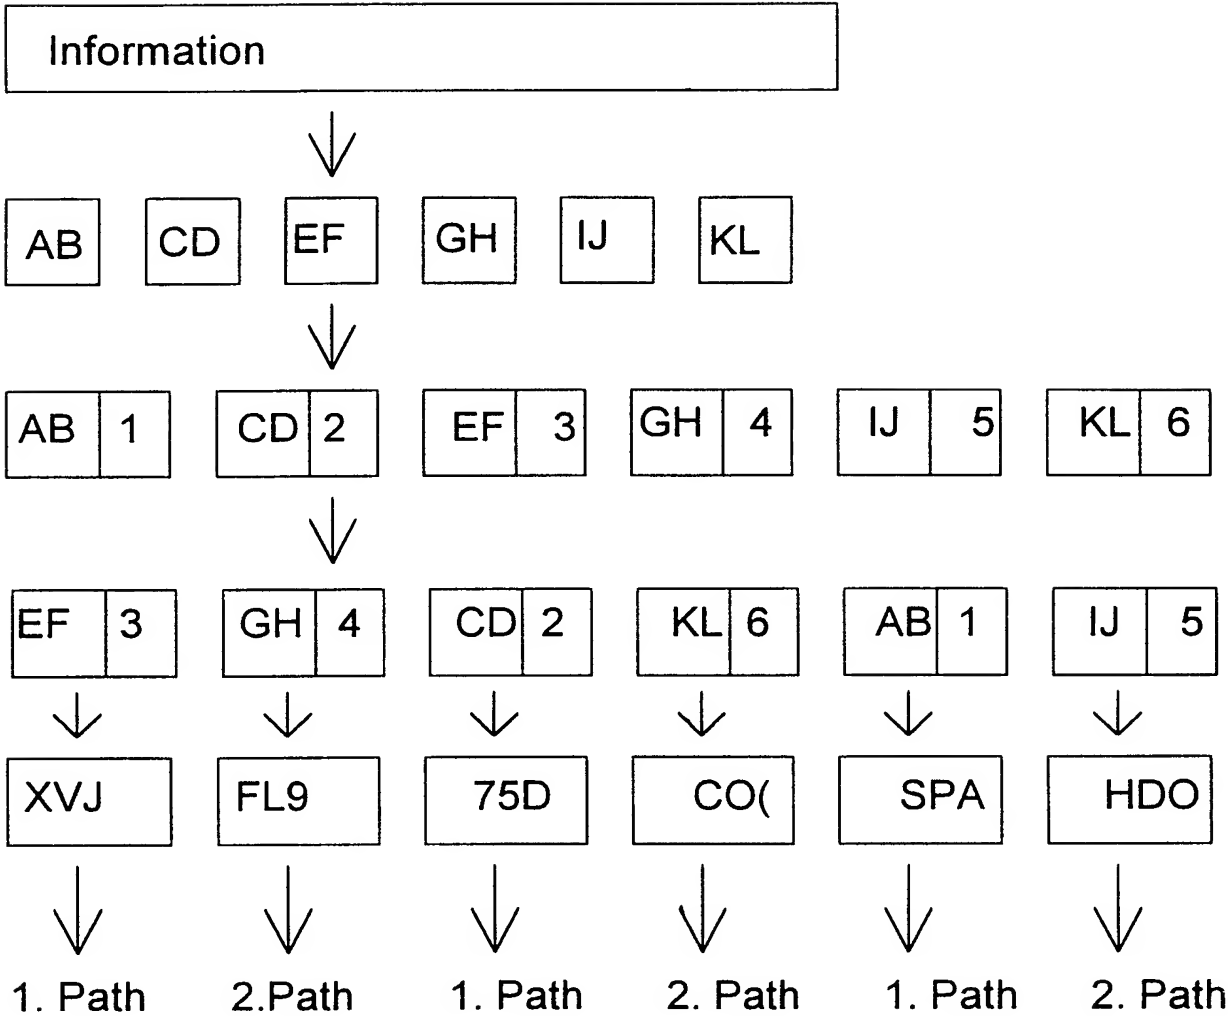 Information
AB CD EF GH IJ KL
AB 1 CD 2 EF 3 GH 4 IJ 5 KL 6
EF 3 GH 4 CD 2 KL 6 AB 1 IJ 5
XVJ FL9 75D CO( SPA HDO
1. Path 2.Path 1. Path 2. Path 1. Path 2. Path